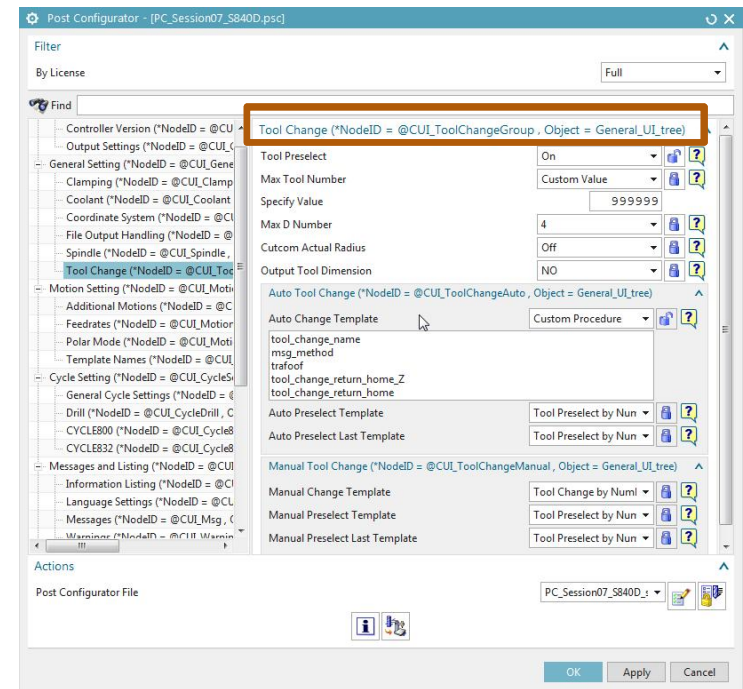 Post Configurator - [PC_Session07_S840D.psc]
Filter
By License
Full
Find
Controller Version (*NodeID = @CU
Output Settings (*NodeID = @CUI_(
General Setting (*NodeID = @CUI_Gene
Clamping (*NodeID = @CUI_Clamp
Coolant (*NodeID = @CUI_Coolant
Coordinate System (*NodeID = @CU
File Output Handling (*NodeID = @
Spindle (*NodeID = @CUI_Spindle ,
Tool Change (*NodeID = @CUI_Too
Motion Setting (*NodeID = @CUI_Moti
Additional Motions (*NodeID = @C
Feedrates (*NodeID = @CUI_Motior
Polar Mode (*NodeID = @CUI_Moti
Template Names (*NodeID = @CUI_
Cycle Setting (*NodeID = @CUI_CycleS
General Cycle Settings (*NodeID = @
Drill (*NodeID = @CUI_CycleDrill , C
CYCLE800 (*NodeID = @CUI_Cycle8
CYCLE832 (*NodeID = @CUI_Cycle8
Messages and Listing (*NodeID = @CUI
Information Listing (*NodeID = @CU
Language Settings (*NodeID = @CU
Messages (*NodeID = @CUI_Msg , C
Warnings (*NodeID = @CUI_Warnin
Tool Change (*NodeID = @CUI_ToolChangeGroup , Object = General_UI_tree)
Tool Preselect
On
Max Tool Number
Custom Value
Specify Value
999999
Max D Number
4
Cutcom Actual Radius
Off
Output Tool Dimension
NO
Auto Tool Change (*NodeID = @CUI_ToolChangeAuto , Object = General_UI_tree)
Auto Change Template
Custom Procedure
tool_change_name
msg_method
trafoof
tool_change_return_home_Z
tool_change_return_home
Auto Preselect Template
Tool Preselect by Nun
Auto Preselect Last Template
Tool Preselect by Nun
Manual Tool Change (*NodeID = @CUI_ToolChangeManual , Object = General_UI_tree)
Manual Change Template
Tool Change by Numl
Manual Preselect Template
Tool Preselect by Nun
Manual Preselect Last Template
Tool Preselect by Nun
Actions
Post Configurator File
PC_Session07_S840D_s
OK
Apply
Cancel